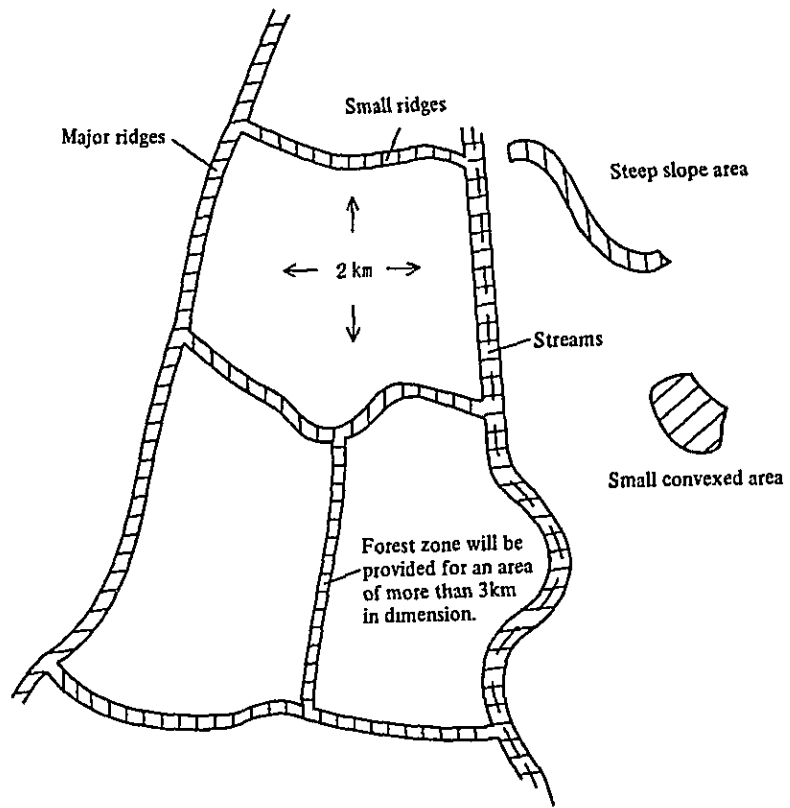 Small ridges
Major ridges
Steep slope area
2 km
Streams
Small convexed area
Forest zone will be
provided for an area
of more than 3km
in dimension.